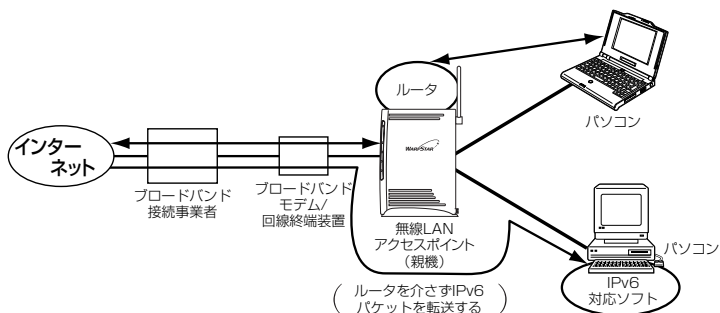 インター
ネット
ブロードバンド
接続事業者
ブロードバンド
モデム/
回線終端装置
ルータ
WARPSTAR
無線LAN
アクセスポイント
(親機)
パソコン
パソコン
IPv6
対応ソフト
(ルータを介さずIPv6
パケットを転送する)